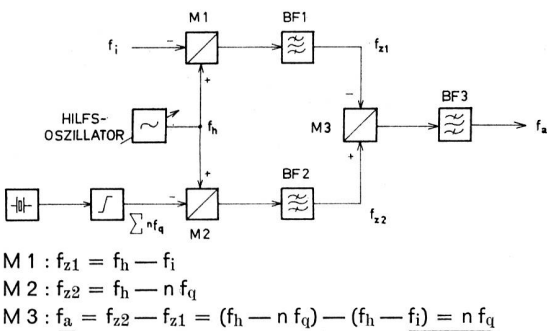 M1
BF1
f_i
−
+
f_z1
−
HILFS-
OSZILLATOR
f_h
M3
BF3
f_a
+
+
−
∑ nf_q
M2
BF2
f_z2
M 1 : f_z1 = f_h — f_i
M 2 : f_z2 = f_h — n f_q
M 3 : f_a = f_z2 — f_z1 = (f_h — n f_q) — (f_h — f_i) = n f_q